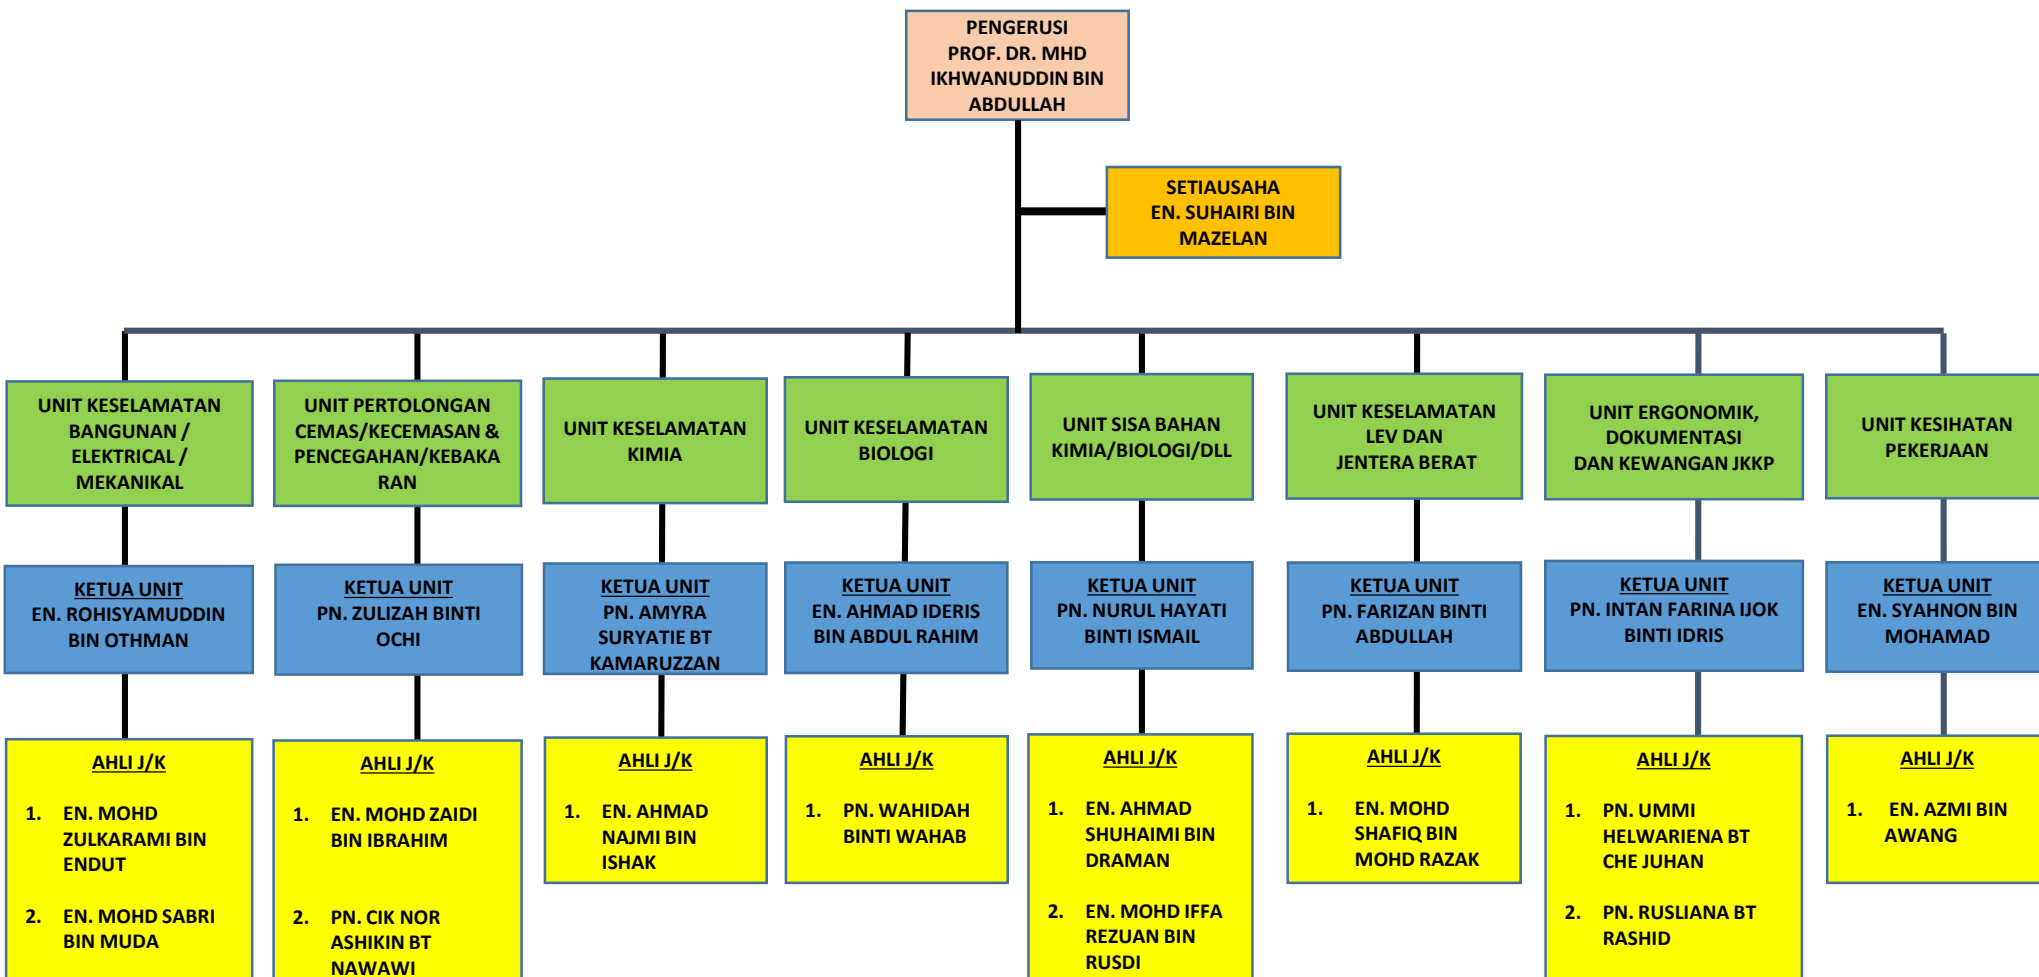 PENGERUSI
PROF. DR. MHD
IKHWANUDDIN BIN
ABDULLAH
SETIAUSAHA
EN. SUHAIRI BIN
MAZELAN
UNIT KESELAMATAN
BANGUNAN /
ELEKTRICAL /
MEKANIKAL
UNIT PERTOLONGAN
CEMAS/KECEMASAN &
PENCEGAHAN/KEBAKA
RAN
UNIT KESELAMATAN
KIMIA
UNIT KESELAMATAN
BIOLOGI
UNIT SISA BAHAN
KIMIA/BIOLOGI/DLL
UNIT KESELAMATAN
LEV DAN
JENTERA BERAT
UNIT ERGONOMIK,
DOKUMENTASI
DAN KEWANGAN JKKP
UNIT KESIHATAN
PEKERJAAN
KETUA UNIT
EN. ROHISYAMUDDIN
BIN OTHMAN
KETUA UNIT
PN. ZULIZAH BINTI
OCHI
KETUA UNIT
PN. AMYRA
SURYATIE BT
KAMARUZZAN
KETUA UNIT
EN. AHMAD IDERIS
BIN ABDUL RAHIM
KETUA UNIT
PN. NURUL HAYATI
BINTI ISMAIL
KETUA UNIT
PN. FARIZAN BINTI
ABDULLAH
KETUA UNIT
PN. INTAN FARINA IJOK
BINTI IDRIS
KETUA UNIT
EN. SYAHNON BIN
MOHAMAD
AHLI J/K
1. EN. MOHD
ZULKARAMI BIN
ENDUT
2. EN. MOHD SABRI
BIN MUDA
AHLI J/K
1. EN. MOHD ZAIDI
BIN IBRAHIM
2. PN. CIK NOR
ASHIKIN BT
NAWAWI
AHLI J/K
1. EN. AHMAD
NAJMI BIN
ISHAK
AHLI J/K
1. PN. WAHIDAH
BINTI WAHAB
AHLI J/K
1. EN. AHMAD
SHUHAIMI BIN
DRAMAN
2. EN. MOHD IFFA
REZUAN BIN
RUSDI
AHLI J/K
1. EN. MOHD
SHAFIQ BIN
MOHD RAZAK
AHLI J/K
1. PN. UMMI
HELWARIENA BT
CHE JUHAN
2. PN. RUSLIANA BT
RASHID
AHLI J/K
1. EN. AZMI BIN
AWANG